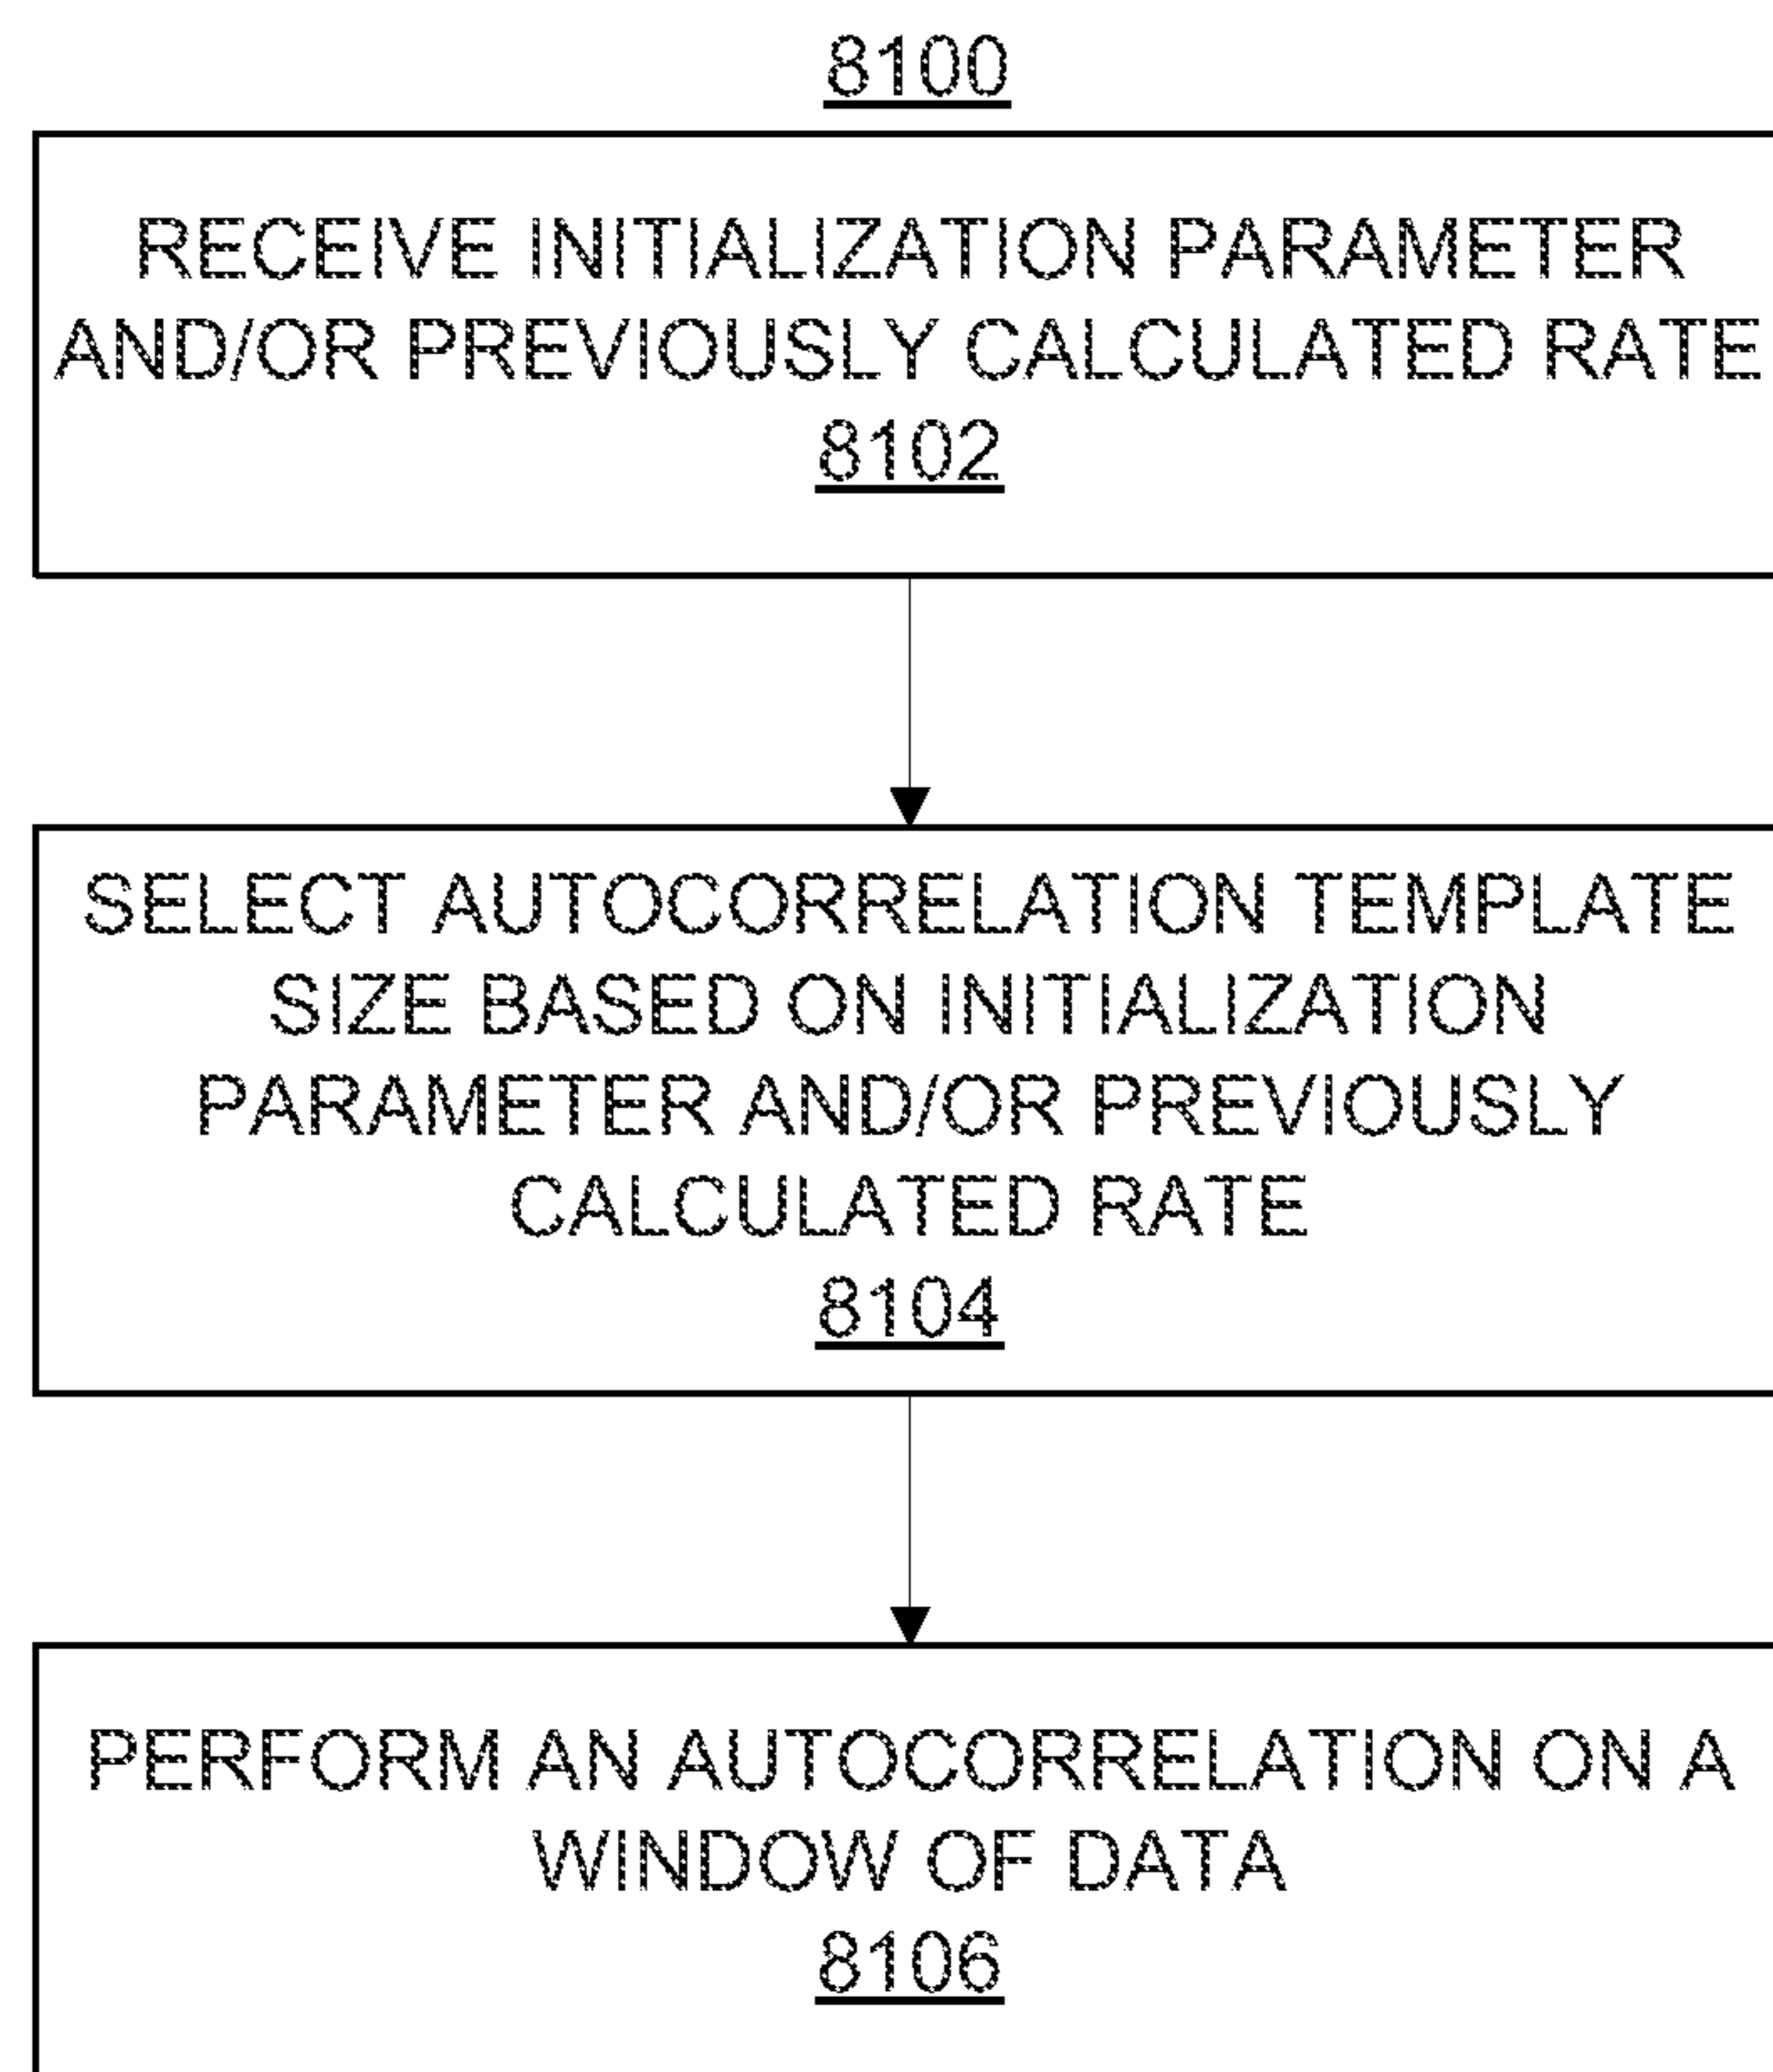 8100
RECEIVE INITIALIZATION PARAMETER
AND/OR PREVIOUSLY CALCULATED RATE
8102
SELECT AUTOCORRELATION TEMPLATE
SIZE BASED ON INITIALIZATION
PARAMETER AND/OR PREVIOUSLY
CALCULATED RATE
8104
PERFORM AN AUTOCORRELATION ON A
WINDOW OF DATA
8106